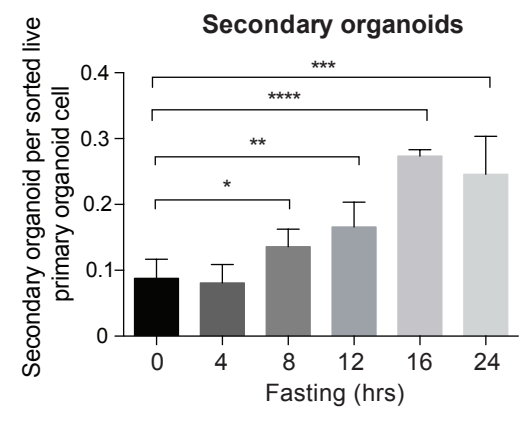 Secondary organoids
Secondary organoid per sorted live
primary organoid cell
0.4
0.3
0.2
0.1
0
***
****
**
*
0 4 8 12 16 24
Fasting (hrs)